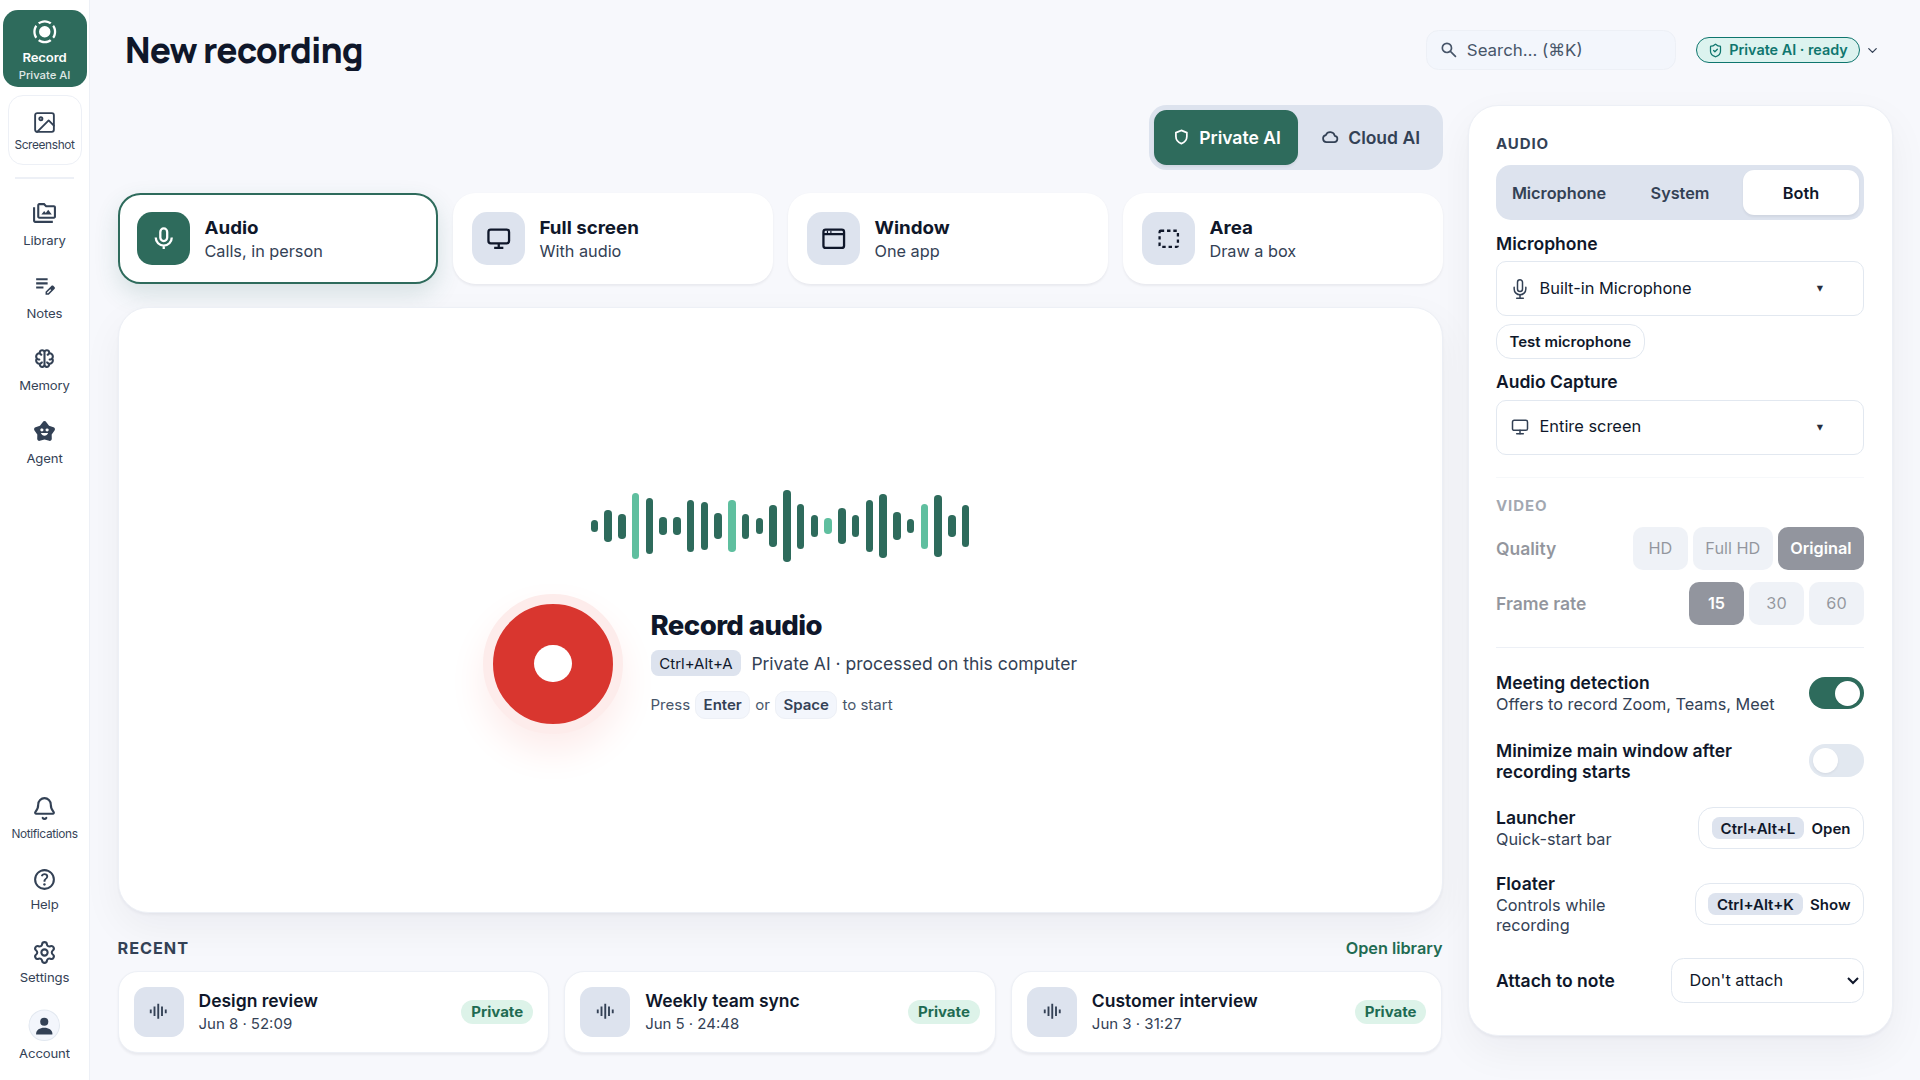 Record
Private AI
Screenshot
Library
Notes
Memory
Agent
Notifications
Help
Settings
Account
New recording
Search... (⌘K)
Private AI · ready
Private AI
Cloud AI
Audio
Calls, in person
Full screen
With audio
Window
One app
Area
Draw a box
Record audio
Ctrl+Alt+A Private AI · processed on this computer
Press Enter or Space to start
RECENT
Open library
Design review
Jun 8 · 52:09
Private
Weekly team sync
Jun 5 · 24:48
Private
Customer interview
Jun 3 · 31:27
Private
AUDIO
Microphone System Both
Microphone
Built-in Microphone
Test microphone
Audio Capture
Entire screen
VIDEO
Quality HD Full HD Original
Frame rate 15 30 60
Meeting detection
Offers to record Zoom, Teams, Meet
Minimize main window after
recording starts
Launcher
Quick-start bar
Ctrl+Alt+L Open
Floater
Controls while
recording
Ctrl+Alt+K Show
Attach to note Don't attach